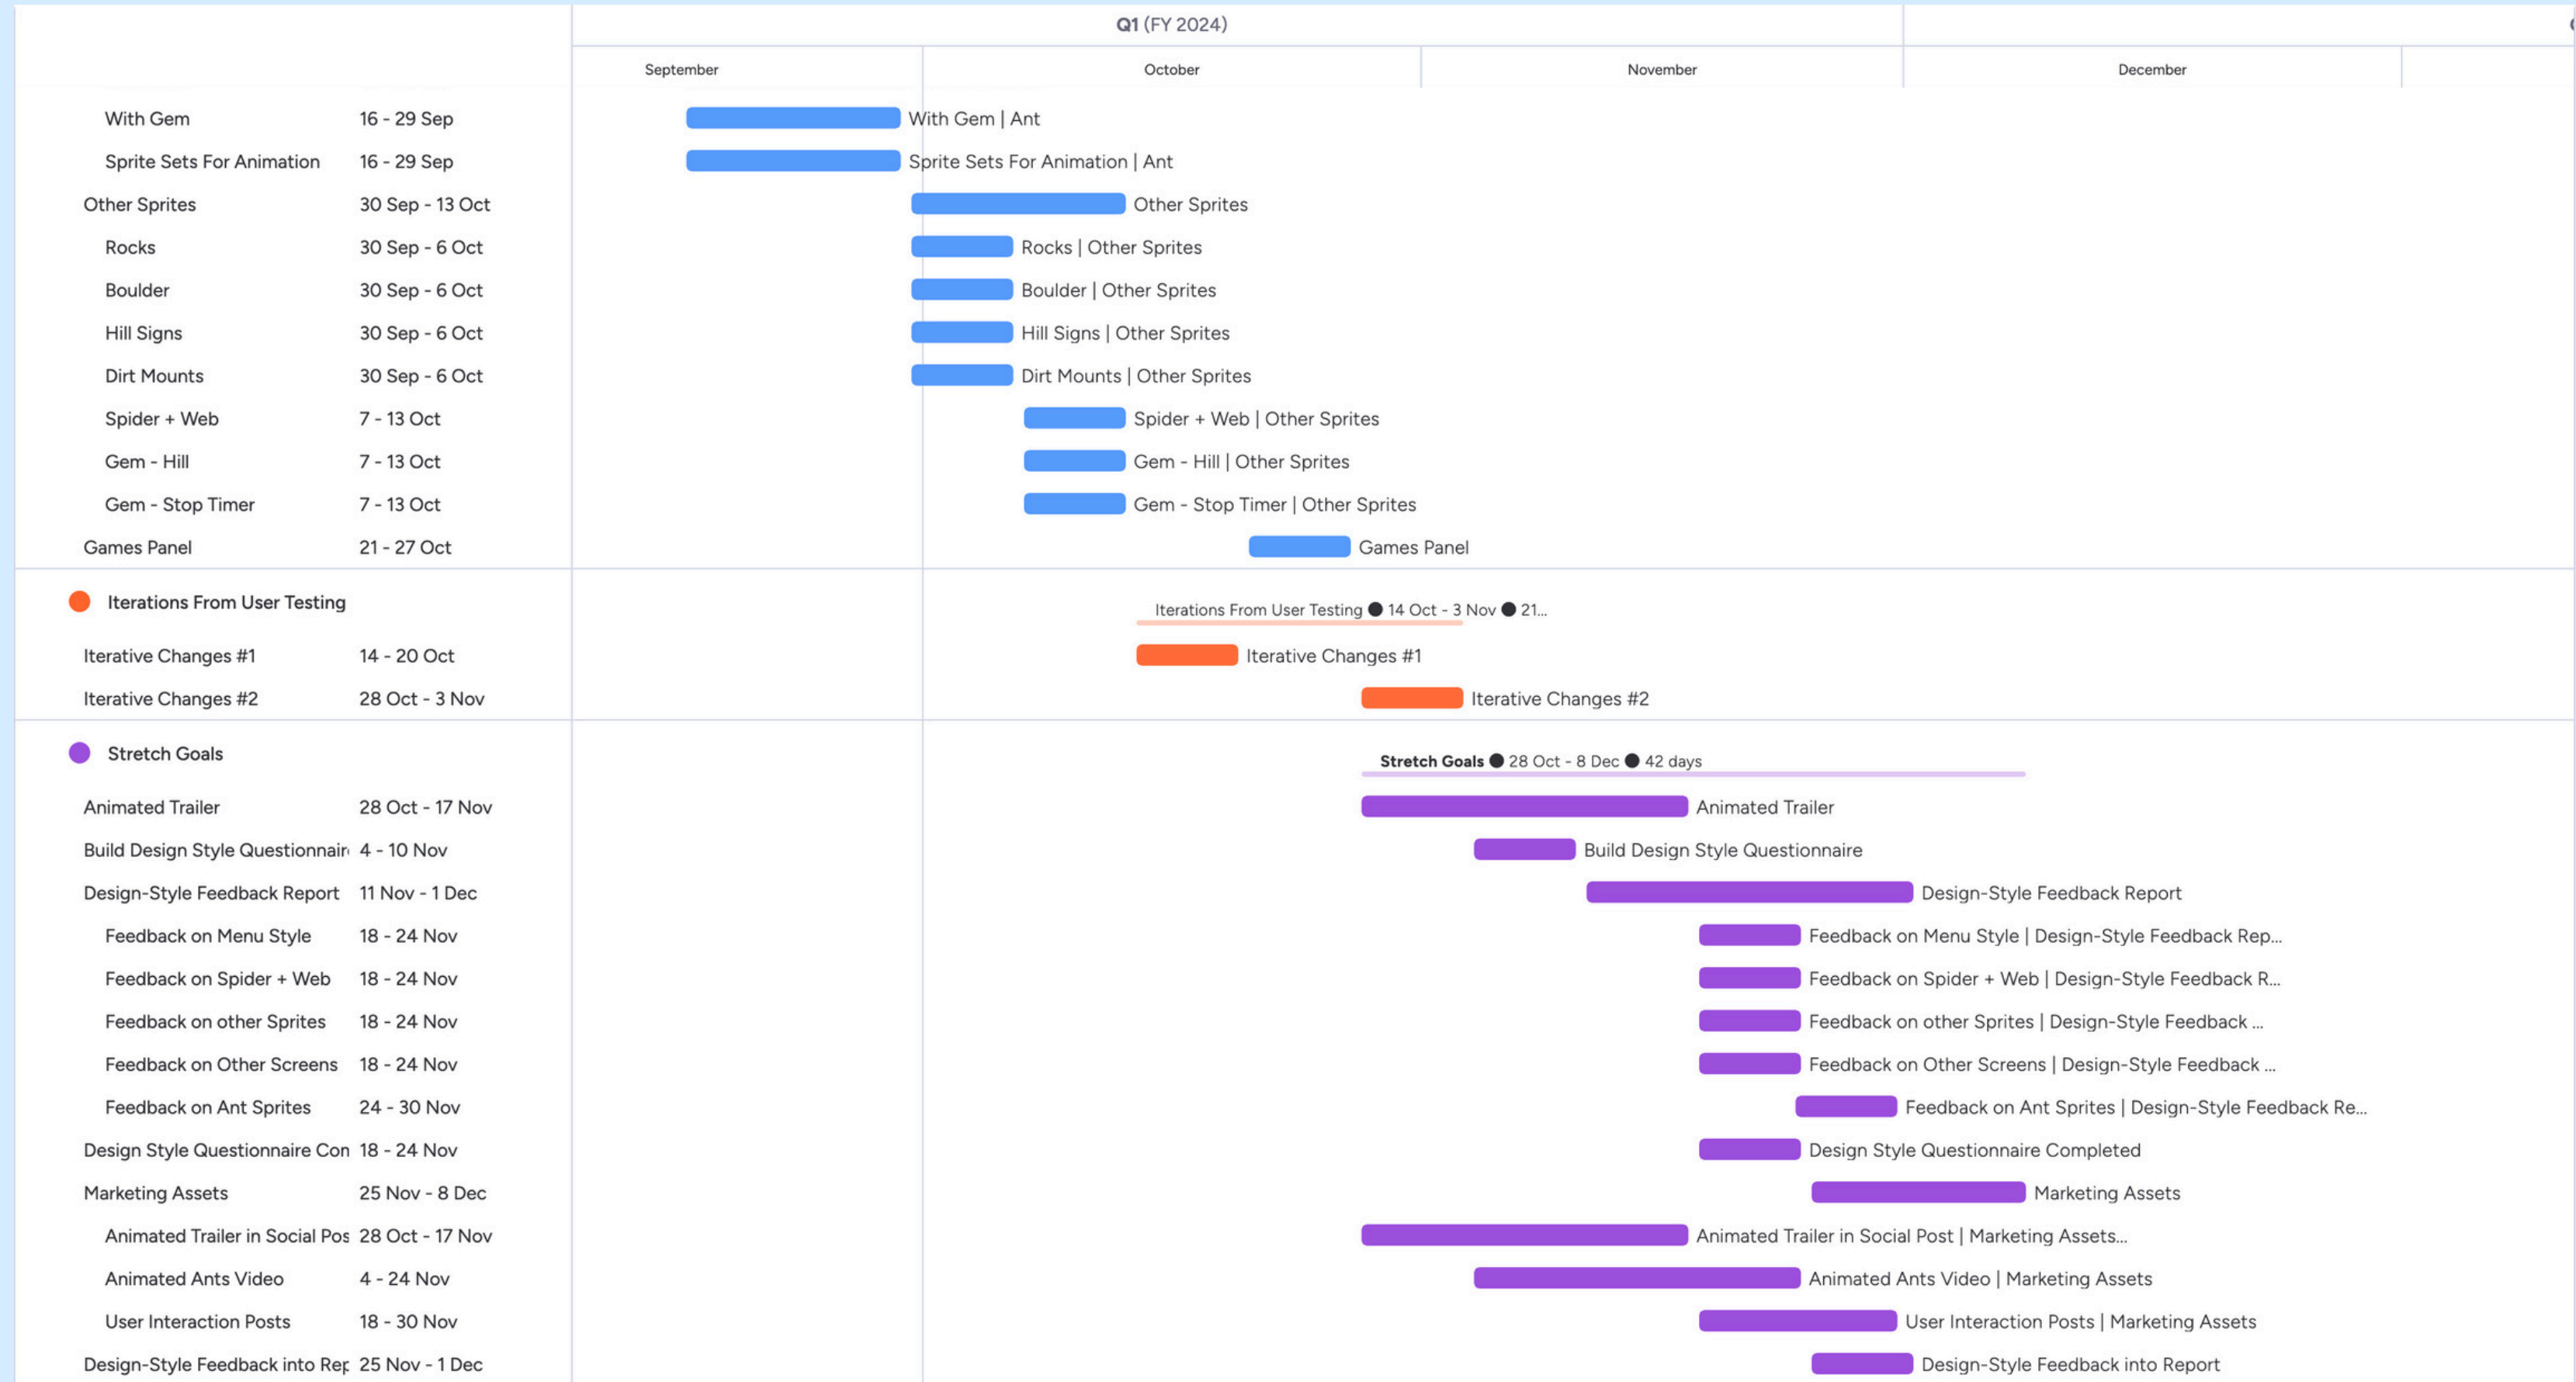 Q1 (FY 2024)
September October November December
With Gem 16 - 29 Sep With Gem | Ant
Sprite Sets For Animation 16 - 29 Sep Sprite Sets For Animation | Ant
Other Sprites 30 Sep - 13 Oct Other Sprites
Rocks 30 Sep - 6 Oct Rocks | Other Sprites
Boulder 30 Sep - 6 Oct Boulder | Other Sprites
Hill Signs 30 Sep - 6 Oct Hill Signs | Other Sprites
Dirt Mounts 30 Sep - 6 Oct Dirt Mounts | Other Sprites
Spider + Web 7 - 13 Oct Spider + Web | Other Sprites
Gem - Hill 7 - 13 Oct Gem - Hill | Other Sprites
Gem - Stop Timer 7 - 13 Oct Gem - Stop Timer | Other Sprites
Games Panel 21 - 27 Oct Games Panel
Iterations From User Testing Iterations From User Testing ● 14 Oct - 3 Nov ● 21...
Iterative Changes #1 14 - 20 Oct Iterative Changes #1
Iterative Changes #2 28 Oct - 3 Nov Iterative Changes #2
Stretch Goals Stretch Goals ● 28 Oct - 8 Dec ● 42 days
Animated Trailer 28 Oct - 17 Nov Animated Trailer
Build Design Style Questionnair 4 - 10 Nov Build Design Style Questionnaire
Design-Style Feedback Report 11 Nov - 1 Dec Design-Style Feedback Report
Feedback on Menu Style 18 - 24 Nov Feedback on Menu Style | Design-Style Feedback Rep...
Feedback on Spider + Web 18 - 24 Nov Feedback on Spider + Web | Design-Style Feedback R...
Feedback on other Sprites 18 - 24 Nov Feedback on other Sprites | Design-Style Feedback ...
Feedback on Other Screens 18 - 24 Nov Feedback on Other Screens | Design-Style Feedback ...
Feedback on Ant Sprites 24 - 30 Nov Feedback on Ant Sprites | Design-Style Feedback Re...
Design Style Questionnaire Con 18 - 24 Nov Design Style Questionnaire Completed
Marketing Assets 25 Nov - 8 Dec Marketing Assets
Animated Trailer in Social Pos 28 Oct - 17 Nov Animated Trailer in Social Post | Marketing Assets...
Animated Ants Video 4 - 24 Nov Animated Ants Video | Marketing Assets
User Interaction Posts 18 - 30 Nov User Interaction Posts | Marketing Assets
Design-Style Feedback into Rep 25 Nov - 1 Dec Design-Style Feedback into Report